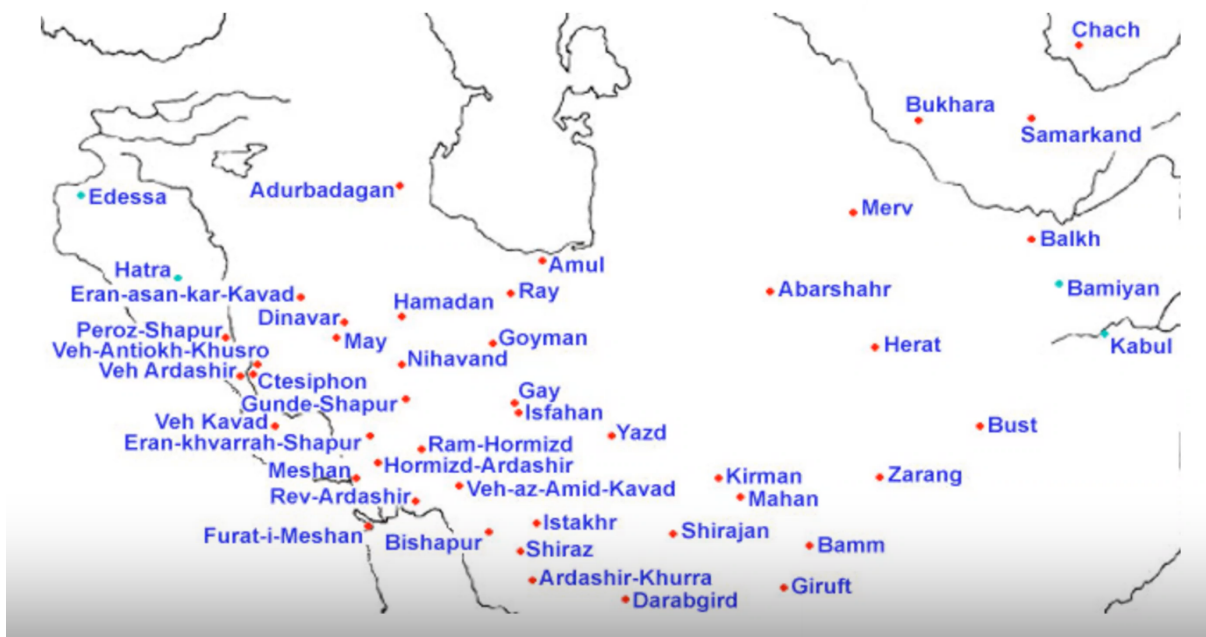 Chach
Bukhara
Samarkand
Edessa
Adurbadagan
Merv
Balkh
Amul
Hatra
Eran-asan-kar-Kavad
Hamadan
Ray
Abarshahr
Bamiyan
Dinavar
Peroz-Shapur
May
Goyman
Herat
Kabul
Veh-Antiokh-Khusro
Nihavand
Veh Ardashir
Ctesiphon
Gunde-Shapur
Gay
Isfahan
Veh Kavad
Eran-khvarrah-Shapur
Ram-Hormizd
Yazd
Bust
Hormizd-Ardashir
Meshan
Kirman
Zarang
Rev-Ardashir
Veh-az-Amid-Kavad
Mahan
Furat-i-Meshan
Bishapur
Istakhr
Shiraz
Shirajan
Bamm
Ardashir-Khurra
Giruft
Darabgird